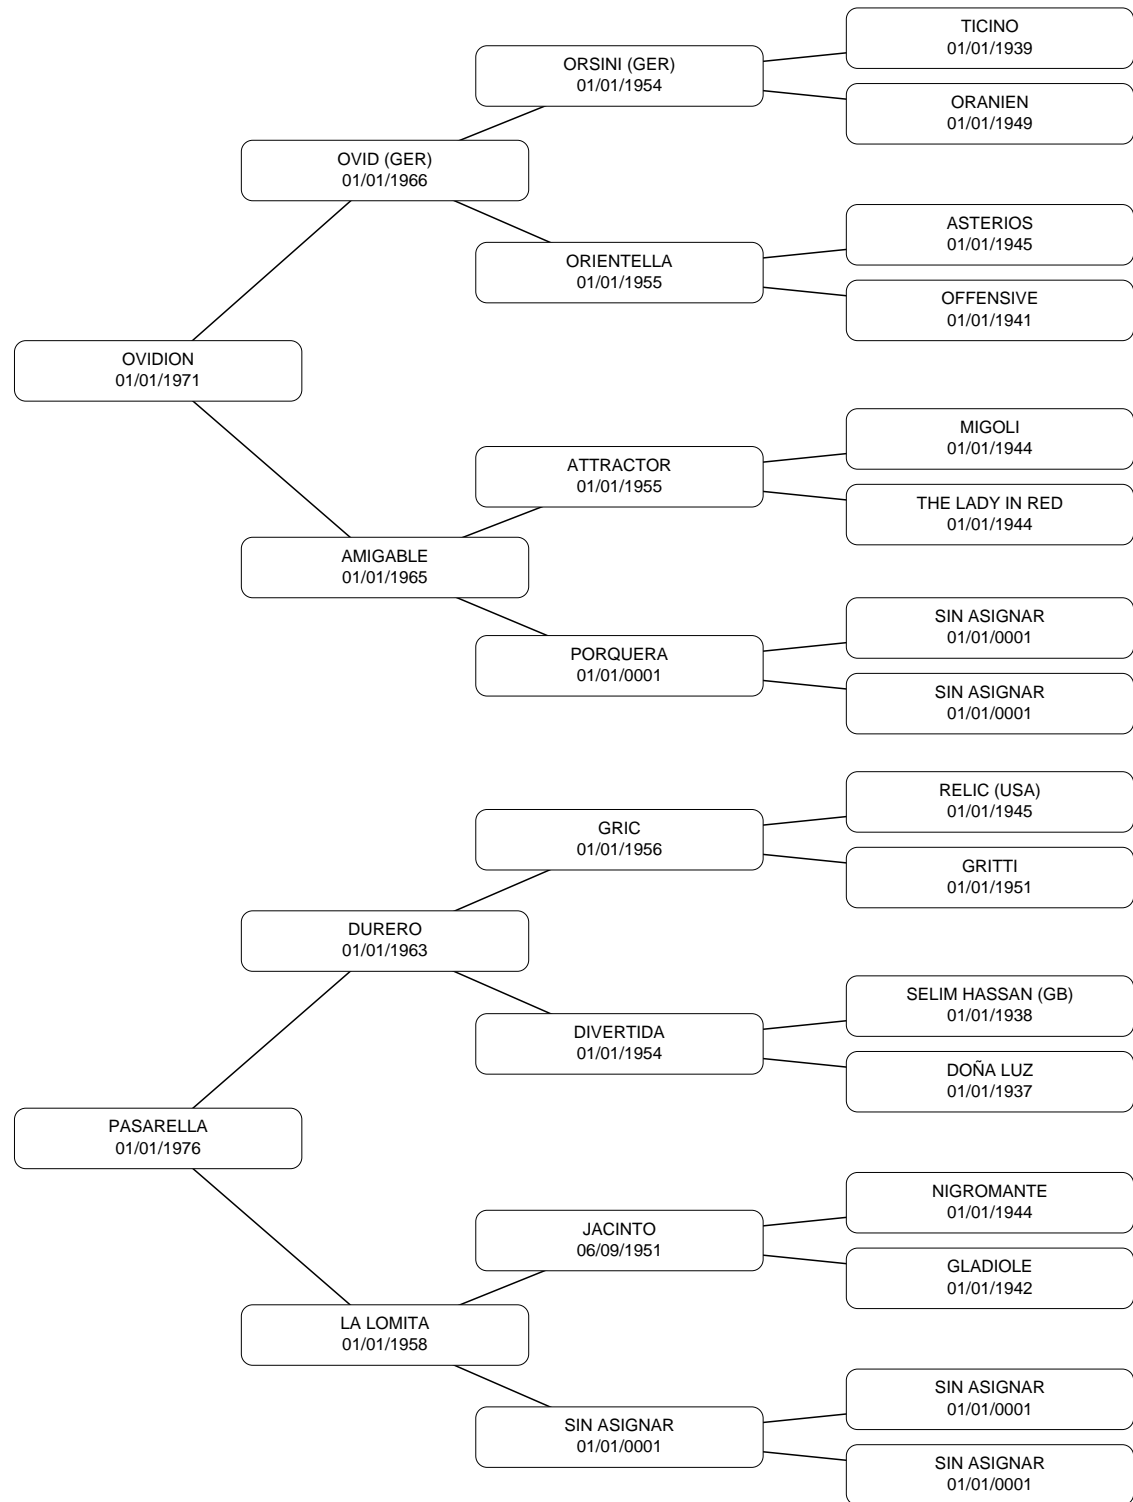 TICINO
01/01/1939
ORSINI (GER)
01/01/1954
ORANIEN
01/01/1949
OVID (GER)
01/01/1966
ASTERIOS
01/01/1945
ORIENTELLA
01/01/1955
OFFENSIVE
01/01/1941
OVIDION
01/01/1971
MIGOLI
01/01/1944
ATTRACTOR
01/01/1955
THE LADY IN RED
01/01/1944
AMIGABLE
01/01/1965
SIN ASIGNAR
01/01/0001
PORQUERA
01/01/0001
SIN ASIGNAR
01/01/0001
RELIC (USA)
01/01/1945
GRIC
01/01/1956
GRITTI
01/01/1951
DURERO
01/01/1963
SELIM HASSAN (GB)
01/01/1938
DIVERTIDA
01/01/1954
DOÑA LUZ
01/01/1937
PASARELLA
01/01/1976
NIGROMANTE
01/01/1944
JACINTO
06/09/1951
GLADIOLE
01/01/1942
LA LOMITA
01/01/1958
SIN ASIGNAR
01/01/0001
SIN ASIGNAR
01/01/0001
SIN ASIGNAR
01/01/0001